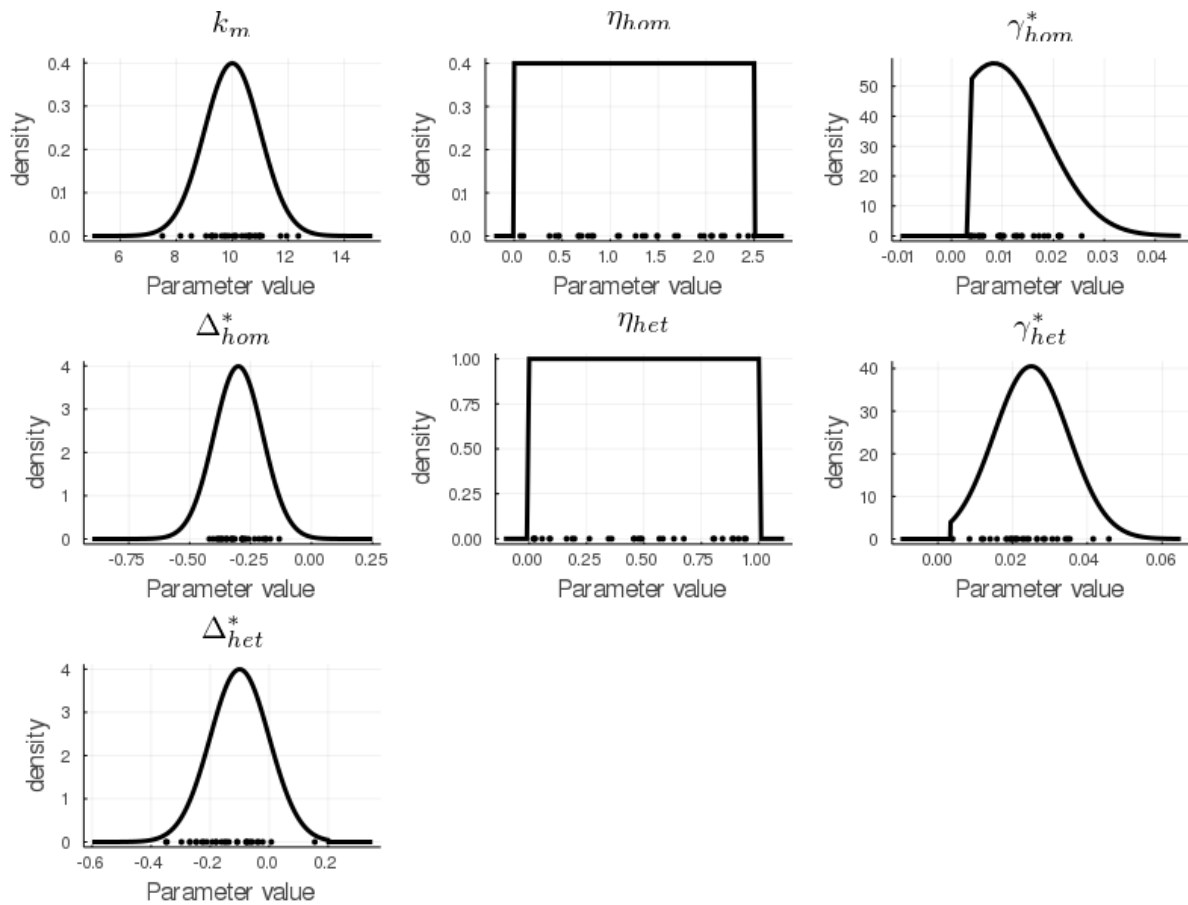 k_m
0.4
0.3
0.2
0.1
0.0
density
6 8 10 12 14
Parameter value
η_hom
0.4
0.3
0.2
0.1
0.0
density
0.0 0.5 1.0 1.5 2.0 2.5
Parameter value
γ*_hom
50
40
30
20
10
0
density
-0.01 0.00 0.01 0.02 0.03 0.04
Parameter value
Δ*_hom
4
3
2
1
0
density
-0.75 -0.50 -0.25 0.00 0.25
Parameter value
η_het
1.00
0.75
0.50
0.25
0.00
density
0.00 0.25 0.50 0.75 1.00
Parameter value
γ*_het
40
30
20
10
0
density
0.00 0.02 0.04 0.06
Parameter value
Δ*_het
4
3
2
1
0
density
-0.6 -0.4 -0.2 0.0 0.2
Parameter value